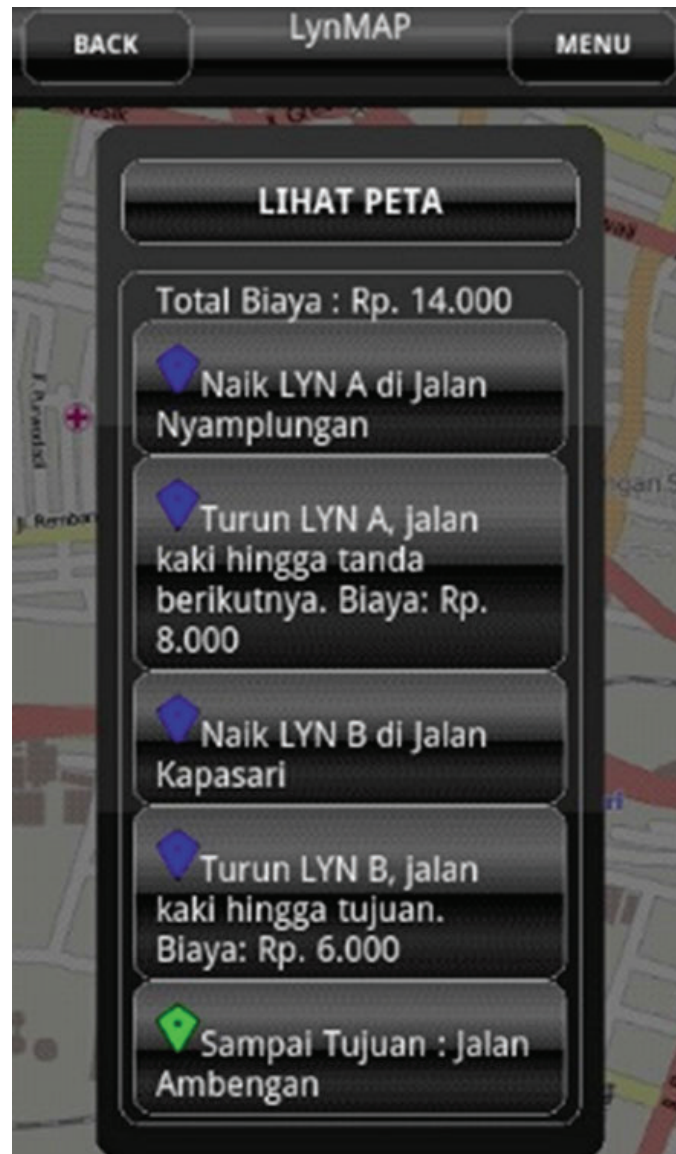 LynMAP
BACK
MENU
LIHAT PETA
Total Biaya : Rp. 14.000
Naik LYN A di Jalan
Nyamplungan
Turun LYN A, jalan
kaki hingga tanda
berikutnya. Biaya: Rp.
8.000
Naik LYN B di Jalan
Kapasari
Turun LYN B, jalan
kaki hingga tujuan.
Biaya: Rp. 6.000
Sampai Tujuan : Jalan
Ambengan